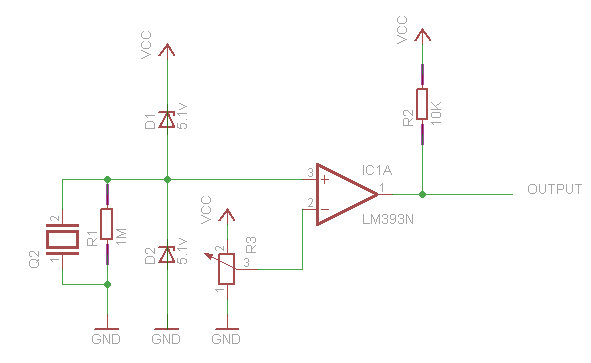 VCC
VCC
D1
5.1v
R2
10K
IC1A
3
+
1
2
−
LM393N
OUTPUT
VCC
Q2
2
1
R1
1M
D2
5.1v
2
R3
3
1
GND
GND
GND